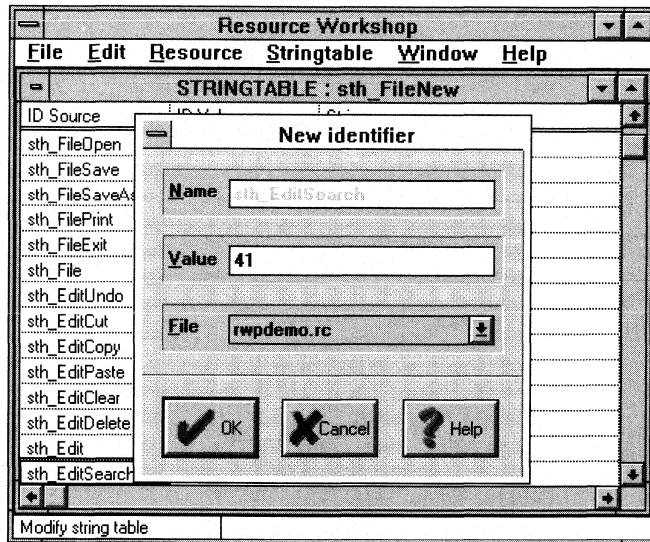 Resource Workshop
File Edit Resource Stringtable Window Help
STRINGTABLE : sth_FileNew
ID Source
sth_FileOpen
sth_FileSave
sth_FileSaveAs
sth_FilePrint
sth_FileExit
sth_File
sth_EditUndo
sth_EditCut
sth_EditCopy
sth_EditPaste
sth_EditClear
sth_EditDelete
sth_Edit
sth_EditSearch
New identifier
Name sth_EditSearch
Value 41
File rwpdemo.rc
OK Cancel Help
Modify string table